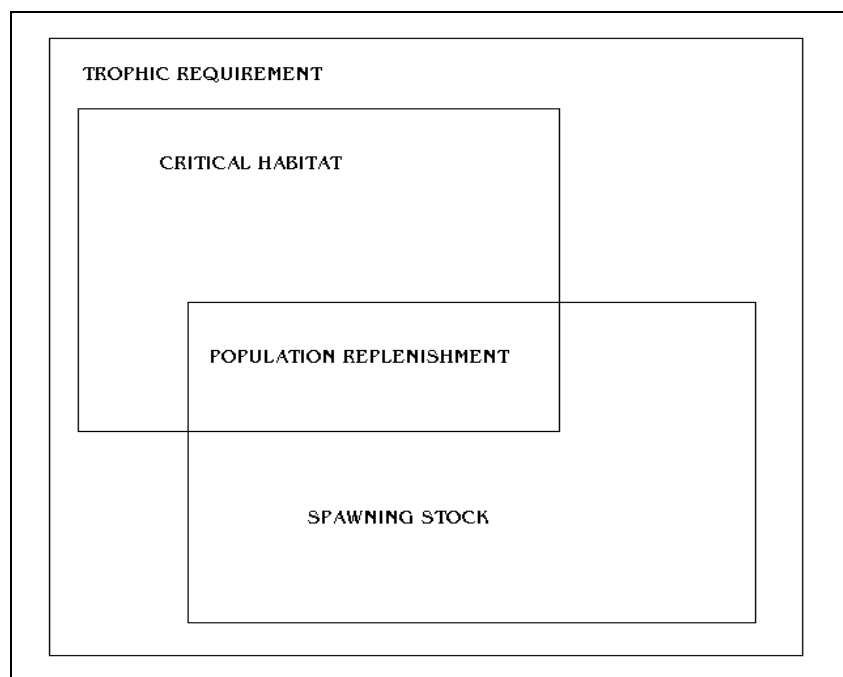 TROPHIC REQUIREMENT
CRITICAL HABITAT
POPULATION REPLENISHMENT
SPAWNING STOCK